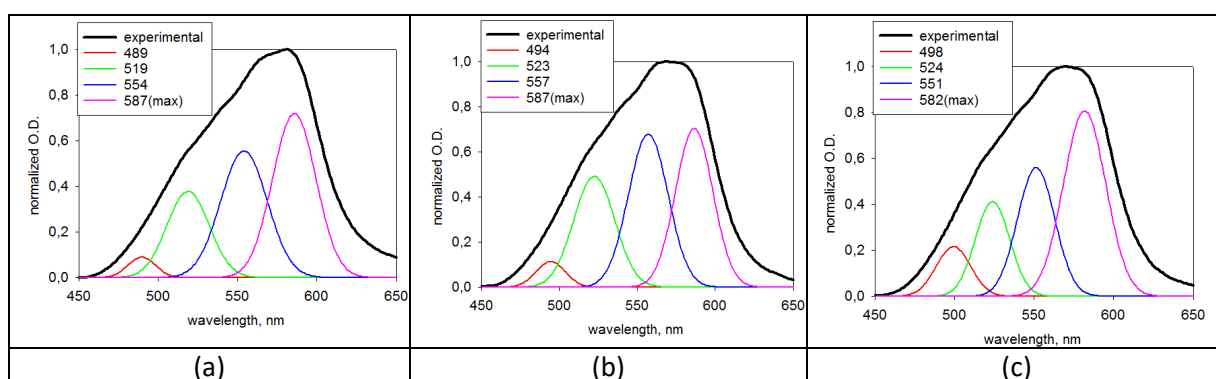 experimental
489
519
554
587(max)
1,0
0,8
0,6
0,4
0,2
0,0
normalized O.D.
450 500 550 600 650
wavelength, nm
experimental
494
523
557
587(max)
1,0
0,8
0,6
0,4
0,2
0,0
normalized O.D.
450 500 550 600 650
wavelength, nm
experimental
498
524
551
582(max)
1,0
0,8
0,6
0,4
0,2
0,0
normalized O.D.
450 500 550 600 650
wavelength, nm
(a) (b) (c)